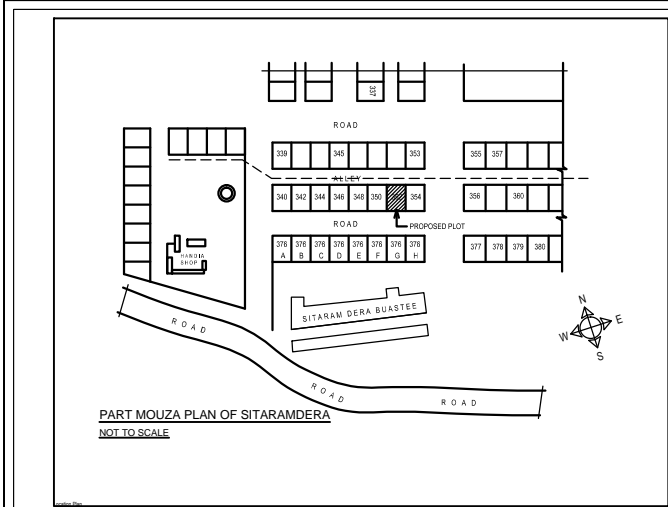 337
ROAD
339 345 353 355 357
ALLEY
340 342 344 346 348 350 354 356 360
ROAD
PROPOSED PLOT
376 A 376 B 376 C 376 D 376 E 376 F 376 G 376 H 377 378 379 380
HANDIA
SHOP
SITARAM DERA BUASTEE
N
E
W
S
ROAD
ROAD
ROAD
PART MOUZA PLAN OF SITARAMDERA
NOT TO SCALE